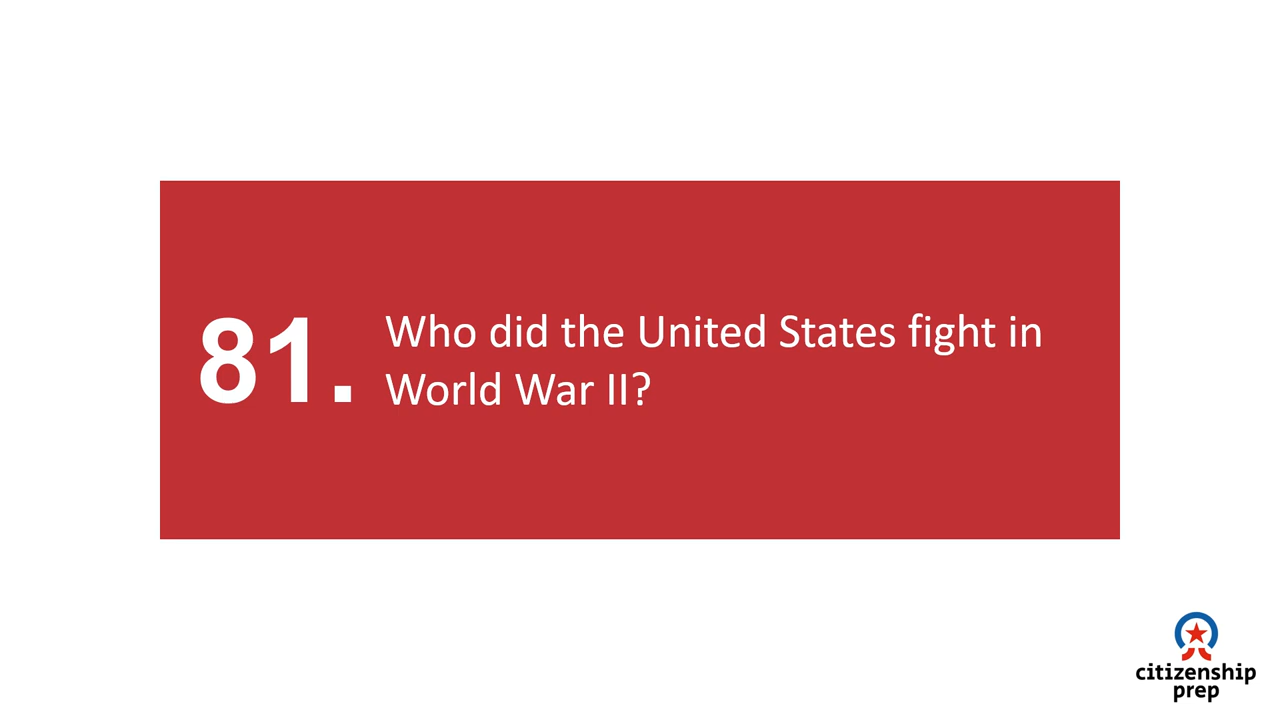 81.
Who did the United States fight in
World War II?
citizenship
prep